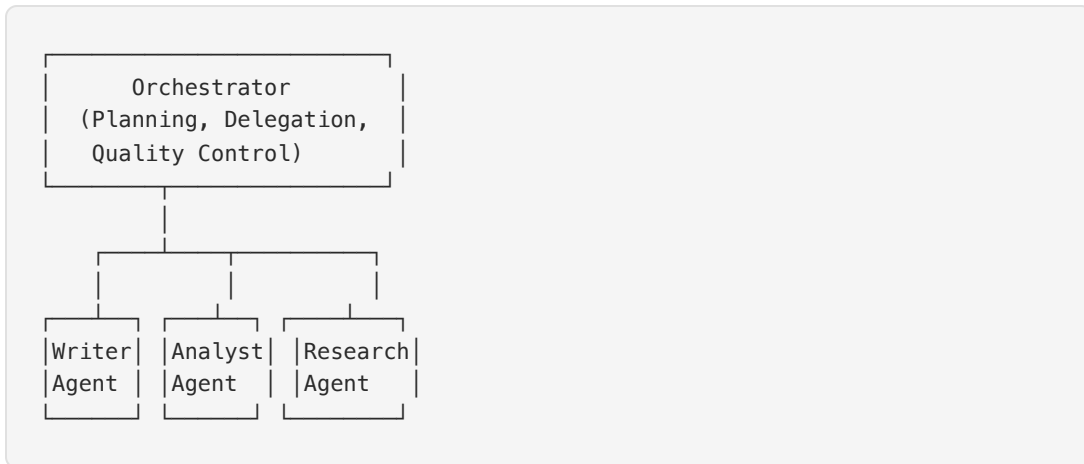 Orchestrator
(Planning, Delegation,
Quality Control)
Writer Analyst Research
Agent Agent Agent